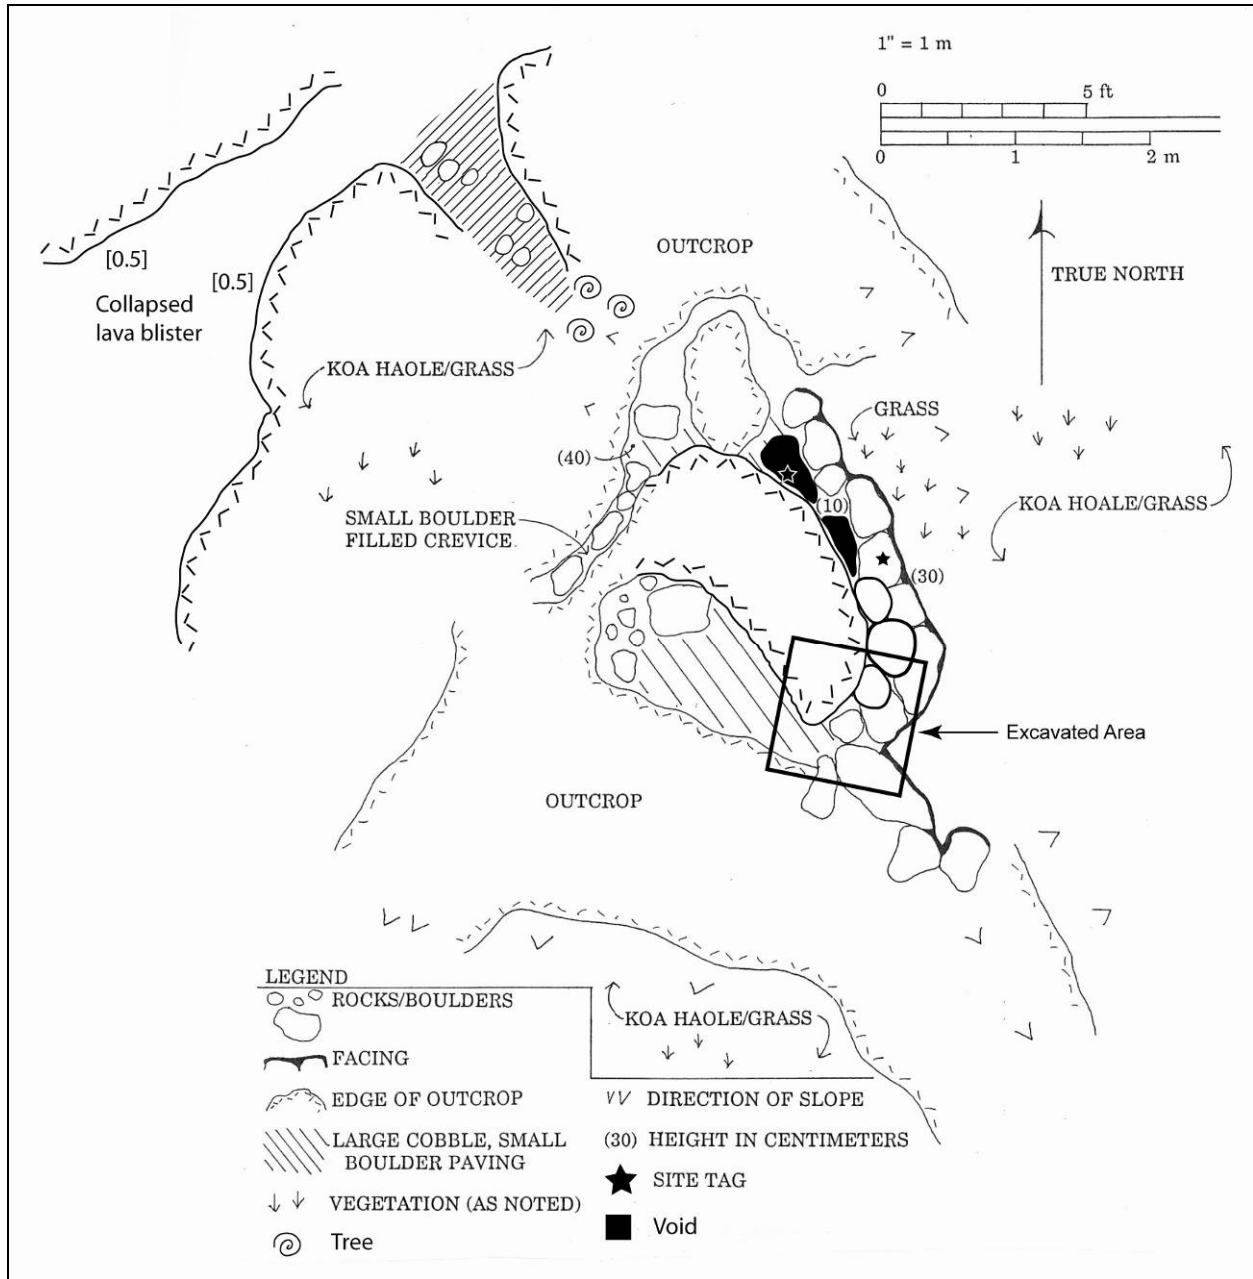 1" = 1 m
0 5 ft
0 1 2 m
OUTCROP
TRUE NORTH
[0.5]
[0.5]
Collapsed
lava blister
KOA HAOLE/GRASS
GRASS
(40)
(10)
KOA HOALE/GRASS
SMALL BOULDER
FILLED CREVICE
(30)
Excavated Area
OUTCROP
KOA HAOLE/GRASS
LEGEND
ROCKS/BOULDERS
FACING
EDGE OF OUTCROP
LARGE COBBLE, SMALL
BOULDER PAVING
VEGETATION (AS NOTED)
Tree
DIRECTION OF SLOPE
(30) HEIGHT IN CENTIMETERS
SITE TAG
Void